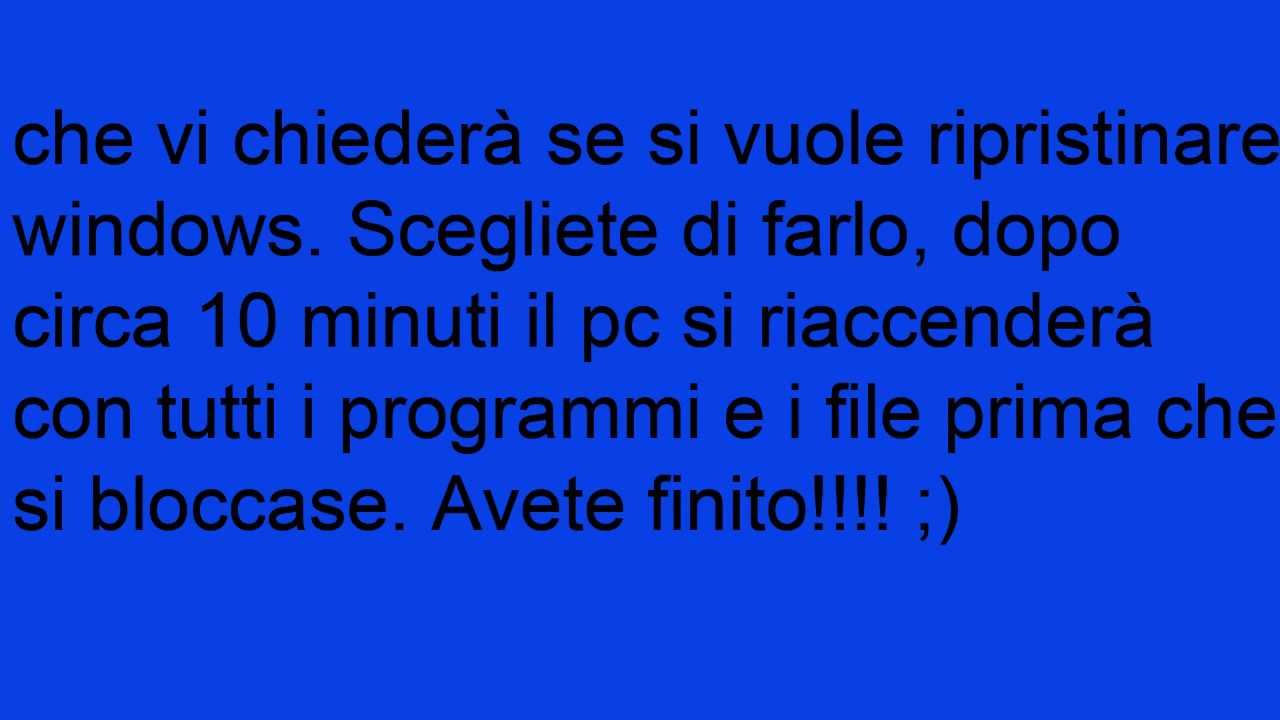 che vi chiederà se si vuole ripristinare
windows. Scegliete di farlo, dopo
circa 10 minuti il pc si riaccenderà
con tutti i programmi e i file prima che
si bloccase. Avete finito!!!! ;)